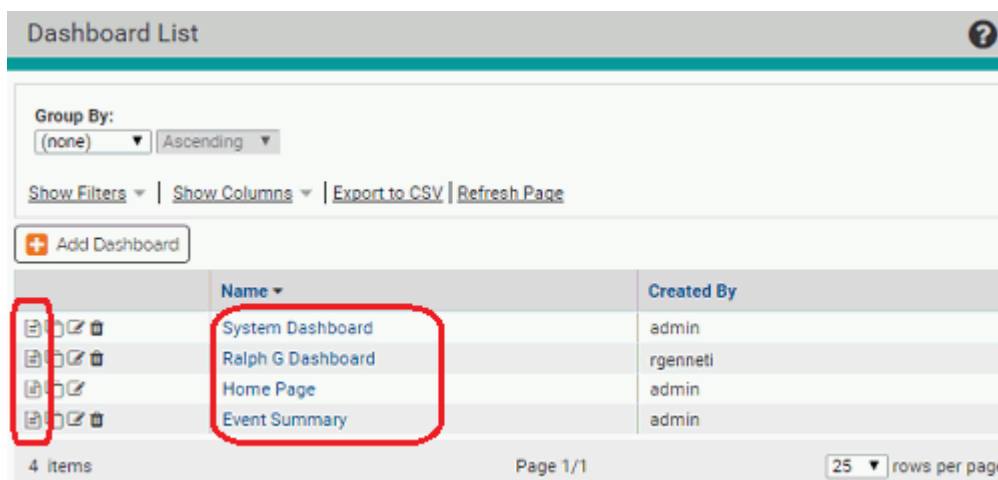 Dashboard List
Group By:
(none) Ascending
Show Filters | Show Columns | Export to CSV | Refresh Page
Add Dashboard
Name Created By
System Dashboard admin
Ralph G Dashboard rgenneti
Home Page admin
Event Summary admin
4 items Page 1/1 25 rows per page